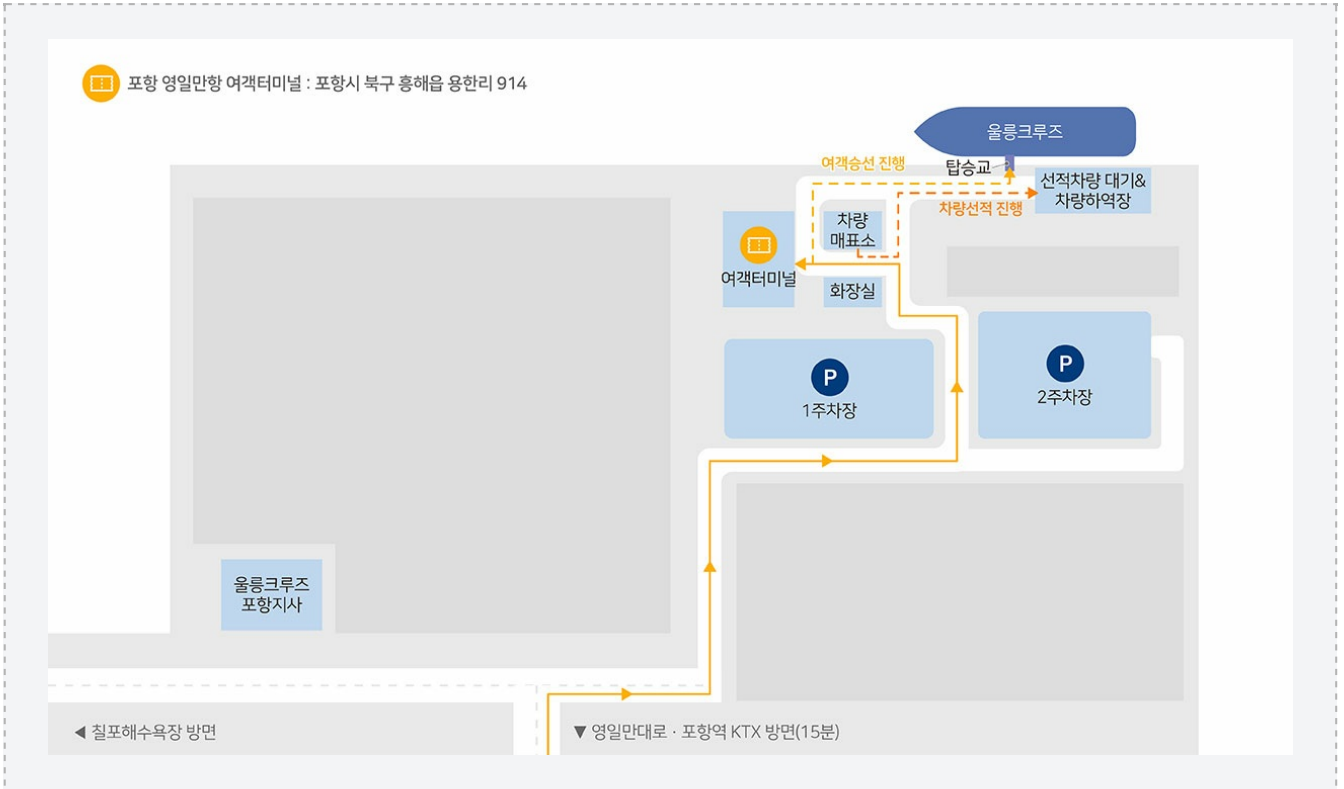 포항 영일만항 여객터미널 : 포항시 북구 흥해읍 용한리 914
울릉크루즈
여객승선 진행
탑승교
선적차량 대기&
차량하역장
차량선적 진행
차량
매표소
여객터미널
화장실
P
1주차장
P
2주차장
울릉크루즈
포항지사
◀ 칠포해수욕장 방면
▼ 영일만대로 · 포항역 KTX 방면(15분)